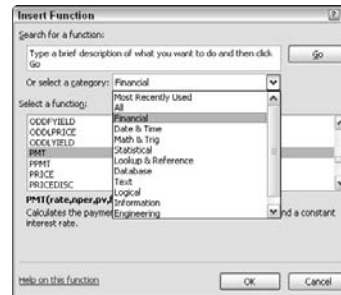 Insert Function
Search for a function:
Type a brief description of what you want to do and then click
Go
Go
Or select a category: Financial
Most Recently Used
All
Financial
Date & Time
Math & Trig
Statistical
Lookup & Reference
Database
Text
Logical
Information
Engineering
Select a function:
ODDFYIELD
ODDLPRICE
ODDLYIELD
PMT
PPMT
PRICE
PRICEDISC
PMT(rate,nper,pv,
Calculates the payme
nd a constant
interest rate.
Help on this function
OK
Cancel